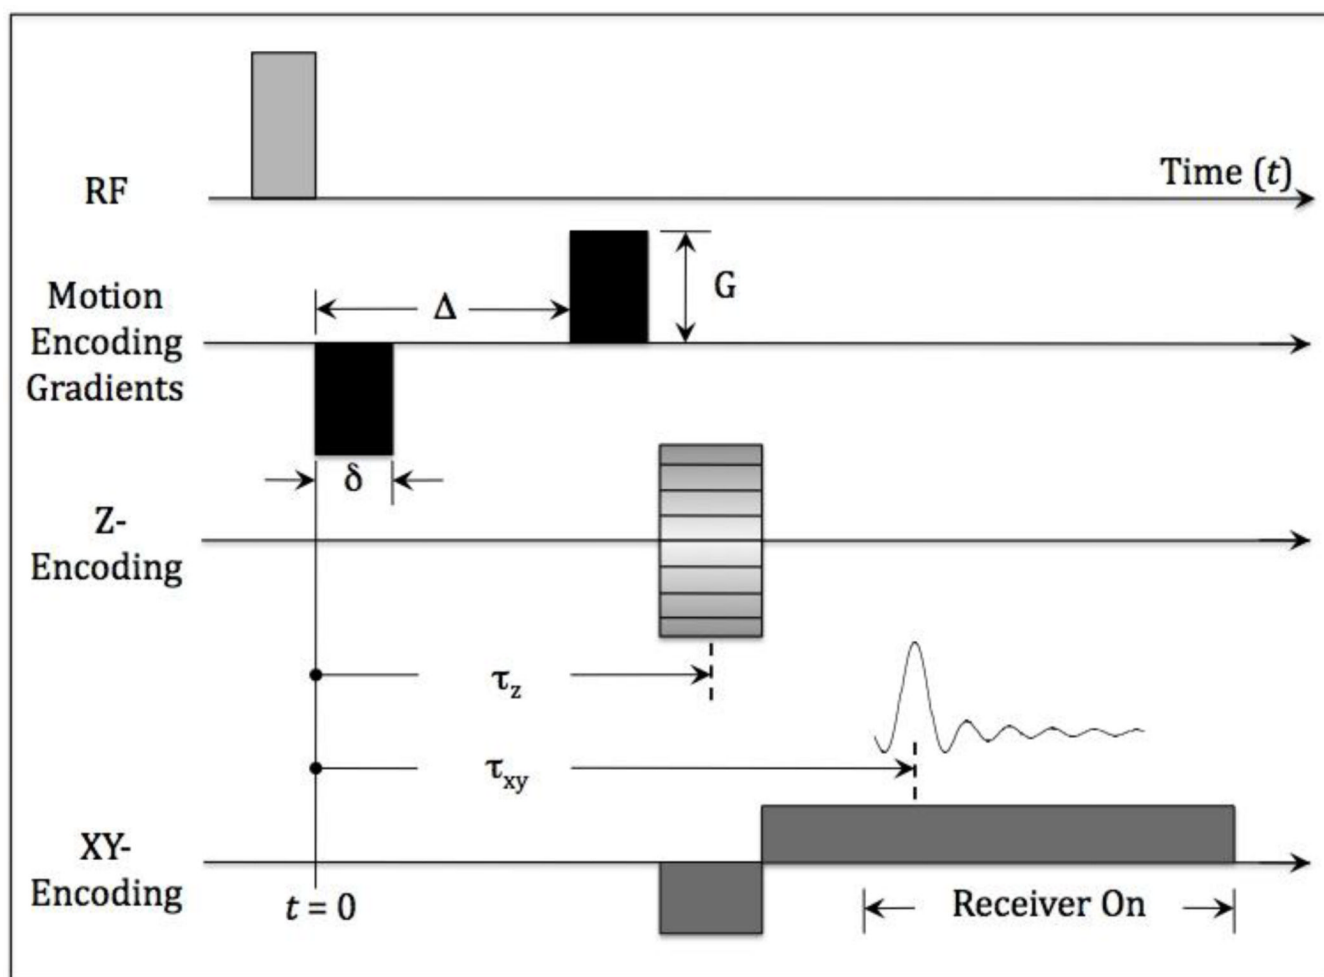 Time (t)
RF
Motion
Encoding
Gradients
Δ
G
δ
Z-
Encoding
τz
τxy
XY-
Encoding
t = 0
Receiver On